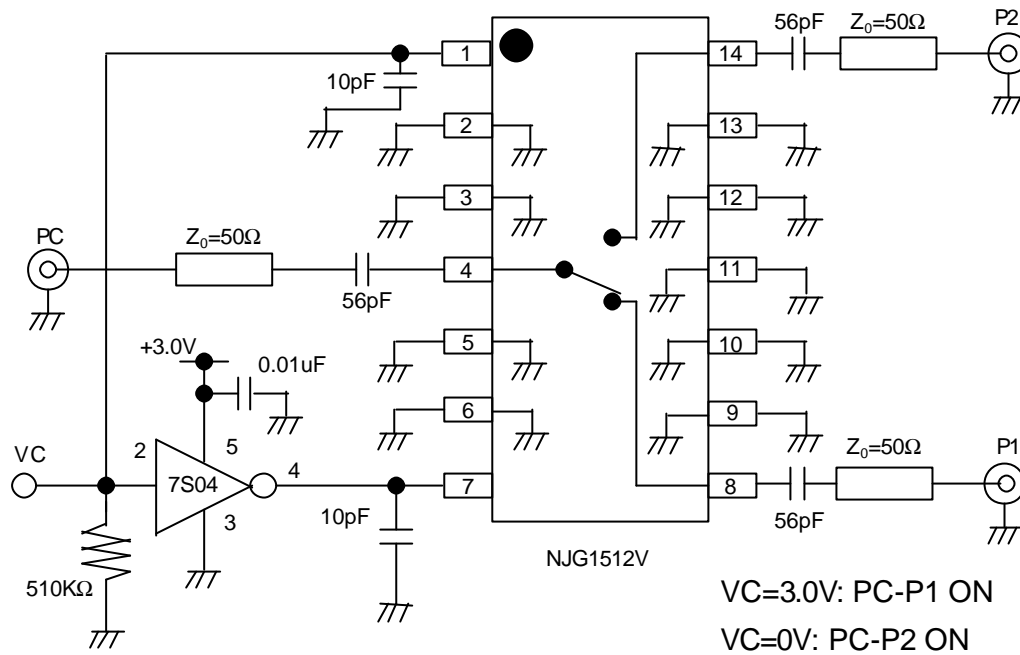 56pF
Z0=50Ω
P2
1
14
10pF
2
13
3
12
PC
Z0=50Ω
4
11
56pF
+3.0V
0.01uF
5
10
6
9
VC
2
5
7S04
4
3
7
8
Z0=50Ω
P1
10pF
56pF
510KΩ
NJG1512V
VC=3.0V: PC-P1 ON
VC=0V: PC-P2 ON